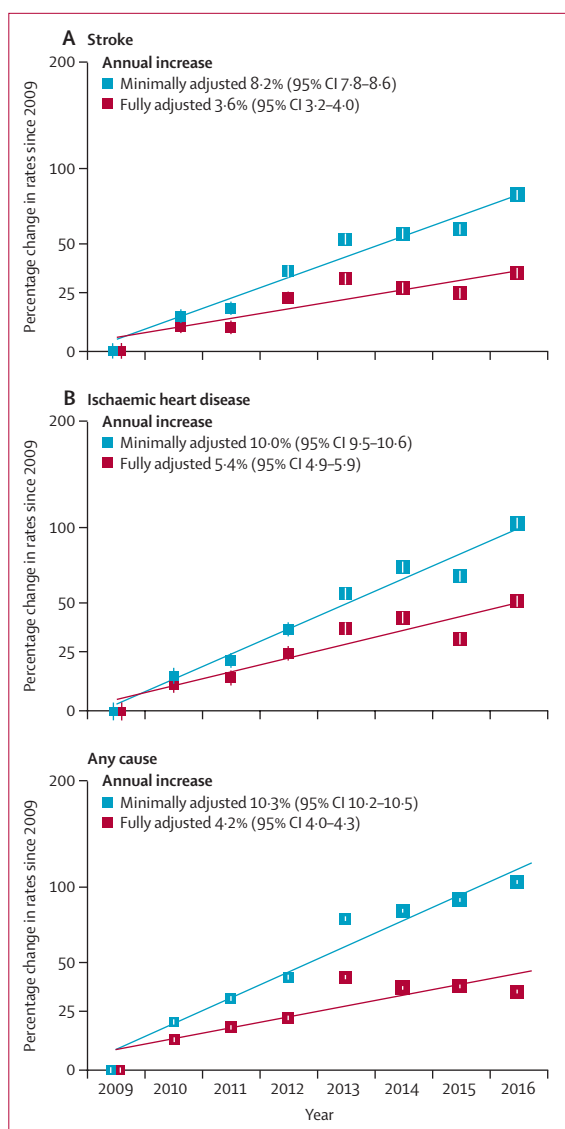 A Stroke
Annual increase
Minimally adjusted 8·2% (95% CI 7·8–8·6)
Fully adjusted 3·6% (95% CI 3·2–4·0)
200
100
50
25
0
Percentage change in rates since 2009
B Ischaemic heart disease
Annual increase
Minimally adjusted 10·0% (95% CI 9·5–10·6)
Fully adjusted 5·4% (95% CI 4·9–5·9)
200
100
50
25
0
Percentage change in rates since 2009
Any cause
Annual increase
Minimally adjusted 10·3% (95% CI 10·2–10·5)
Fully adjusted 4·2% (95% CI 4·0–4·3)
200
100
50
25
0
Percentage change in rates since 2009
2009 2010 2011 2012 2013 2014 2015 2016
Year